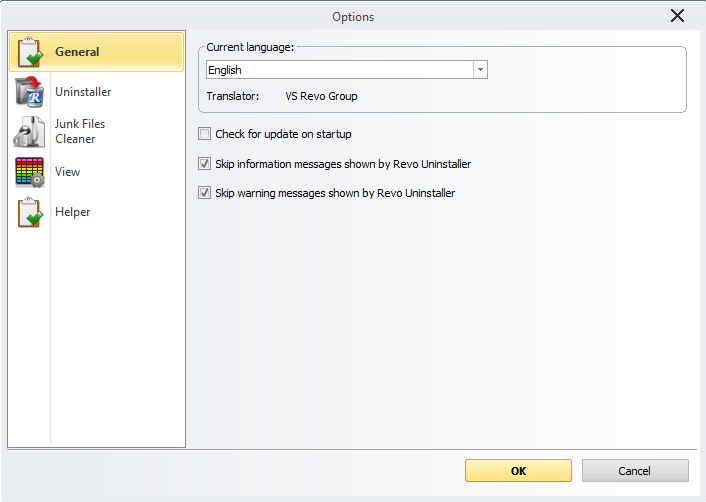 Options
General
Uninstaller
Junk Files
Cleaner
View
Helper
Current language:
English
Translator: VS Revo Group
Check for update on startup
Skip information messages shown by Revo Uninstaller
Skip warning messages shown by Revo Uninstaller
OK
Cancel